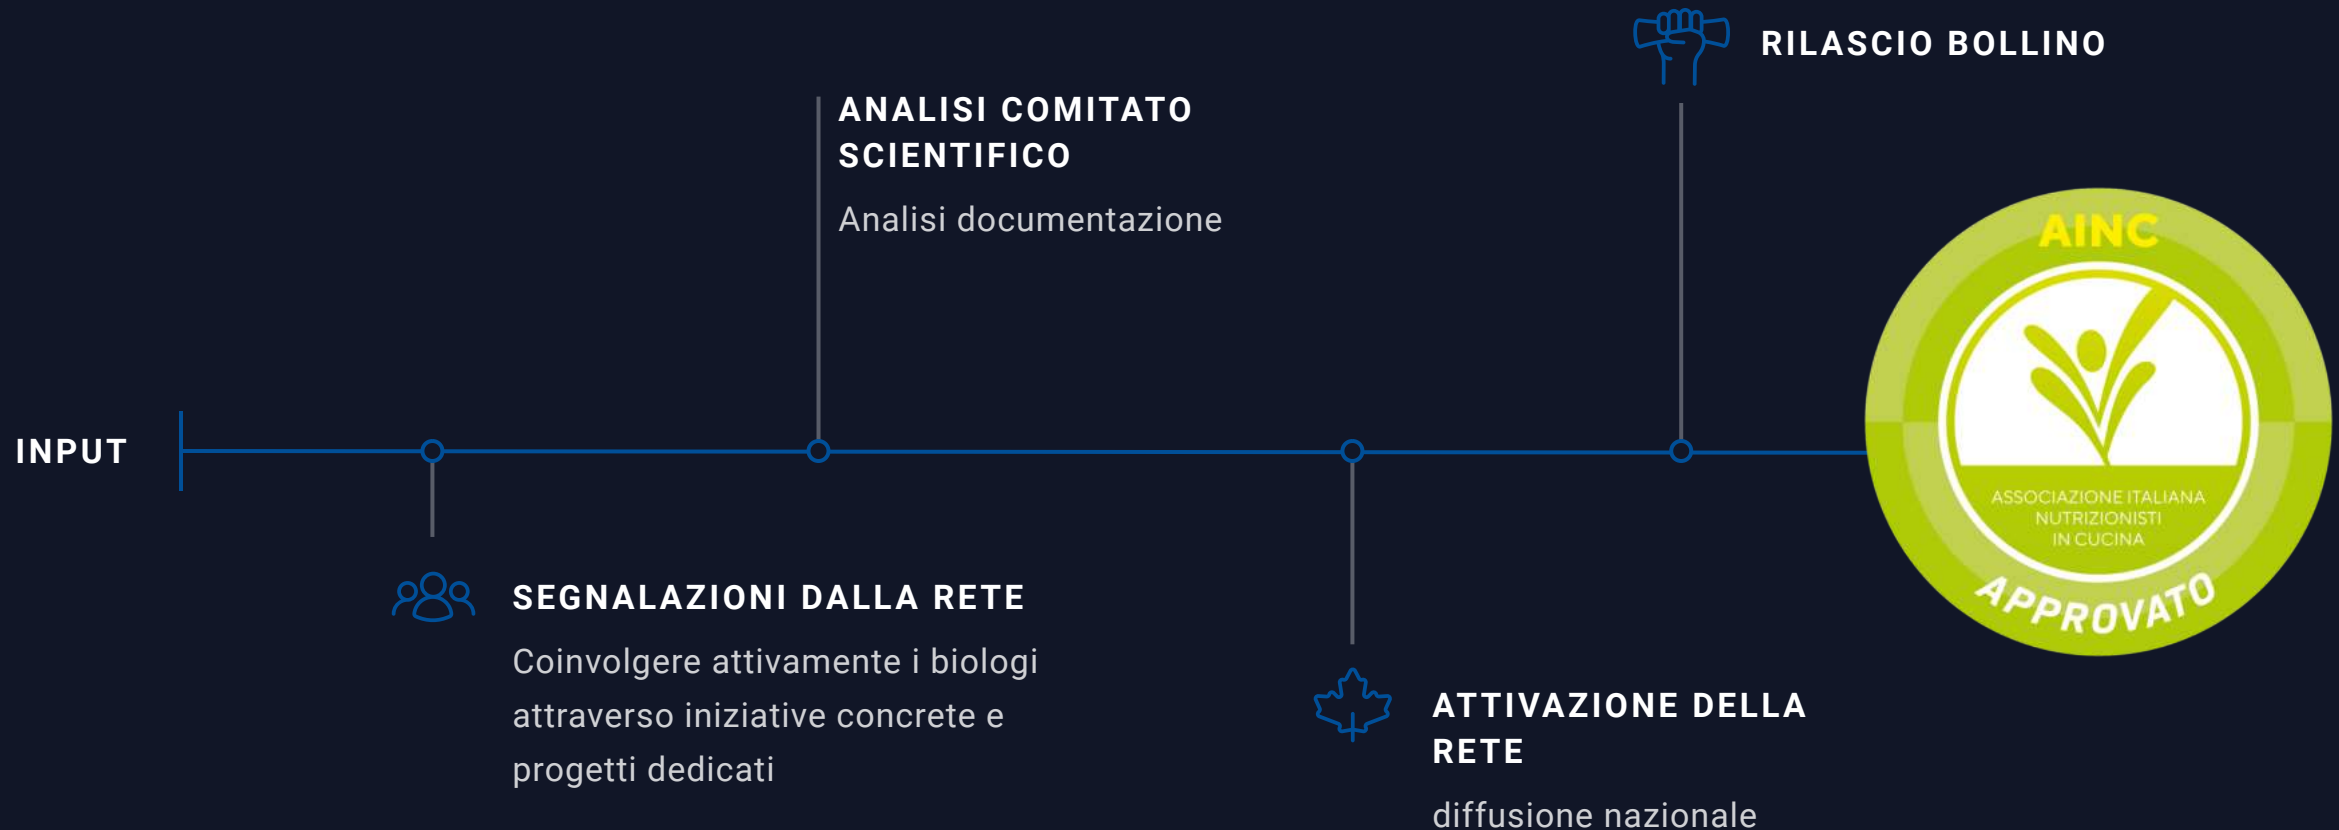 RILASCIO BOLLINO
ANALISI COMITATO
SCIENTIFICO
Analisi documentazione
INPUT
SEGNALAZIONI DALLA RETE
Coinvolgere attivamente i biologi
attraverso iniziative concrete e
progetti dedicati
ATTIVAZIONE DELLA
RETE
diffusione nazionale
AINC
ASSOCIAZIONE ITALIANA
NUTRIZIONISTI
IN CUCINA
APPROVATO